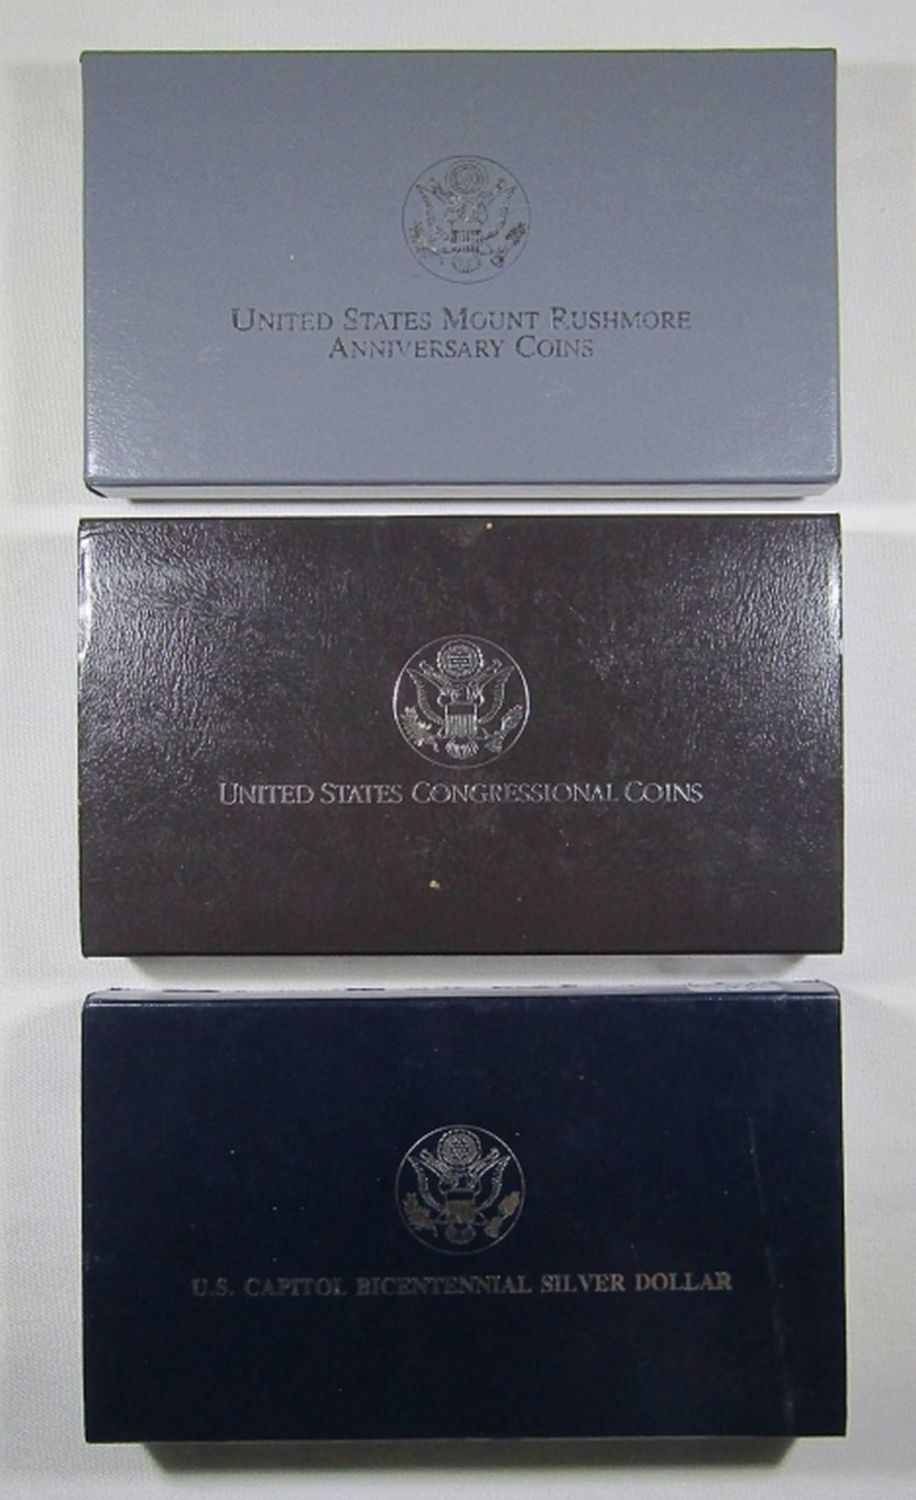 UNITED STATES MOUNT RUSHMORE
ANNIVERSARY COINS
UNITED STATES CONGRESSIONAL COINS
U.S. CAPITOL BICENTENNIAL SILVER DOLLAR